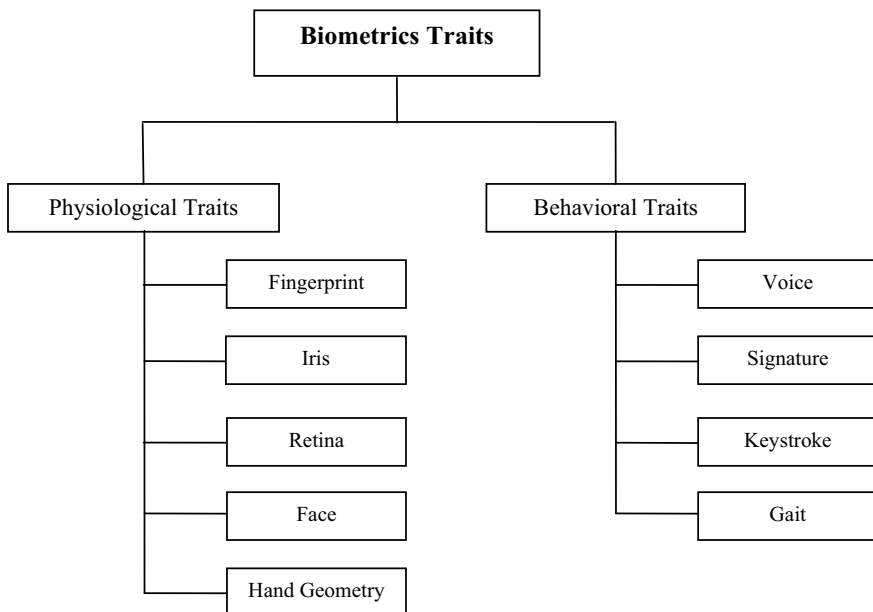 Biometrics Traits
Physiological Traits
Behavioral Traits
Fingerprint
Iris
Retina
Face
Hand Geometry
Voice
Signature
Keystroke
Gait